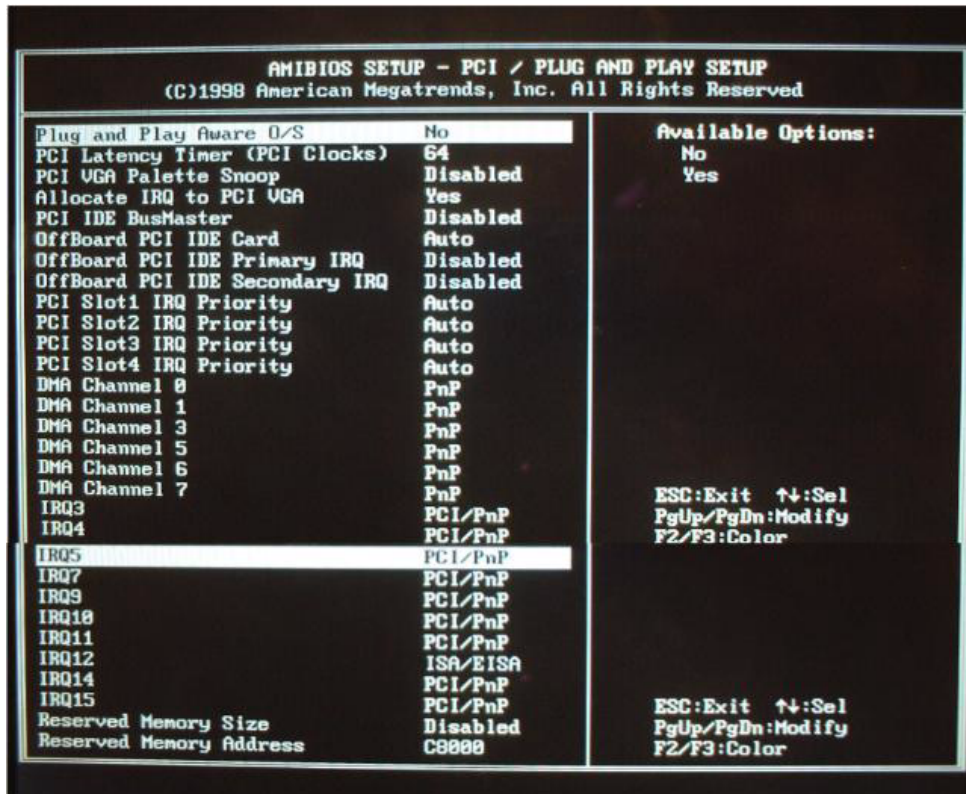 AMIBIOS SETUP - PCI / PLUG AND PLAY SETUP
(C)1998 American Megatrends, Inc. All Rights Reserved
Plug and Play Aware O/S No
PCI Latency Timer (PCI Clocks) 64
PCI VGA Palette Snoop Disabled
Allocate IRQ to PCI VGA Yes
PCI IDE BusMaster Disabled
OffBoard PCI IDE Card Auto
OffBoard PCI IDE Primary IRQ Disabled
OffBoard PCI IDE Secondary IRQ Disabled
PCI Slot1 IRQ Priority Auto
PCI Slot2 IRQ Priority Auto
PCI Slot3 IRQ Priority Auto
PCI Slot4 IRQ Priority Auto
DMA Channel 0 PnP
DMA Channel 1 PnP
DMA Channel 3 PnP
DMA Channel 5 PnP
DMA Channel 6 PnP
DMA Channel 7 PnP
IRQ3 PCI/PnP
IRQ4 PCI/PnP
IRQ5 PCI/PnP
IRQ7 PCI/PnP
IRQ9 PCI/PnP
IRQ10 PCI/PnP
IRQ11 PCI/PnP
IRQ12 ISA/EISA
IRQ14 PCI/PnP
IRQ15 PCI/PnP
Reserved Memory Size Disabled
Reserved Memory Address C8000
Available Options:
No
Yes
ESC:Exit ↑↓:Sel
PgUp/PgDn:Modify
F2/F3:Color
ESC:Exit ↑↓:Sel
PgUp/PgDn:Modify
F2/F3:Color